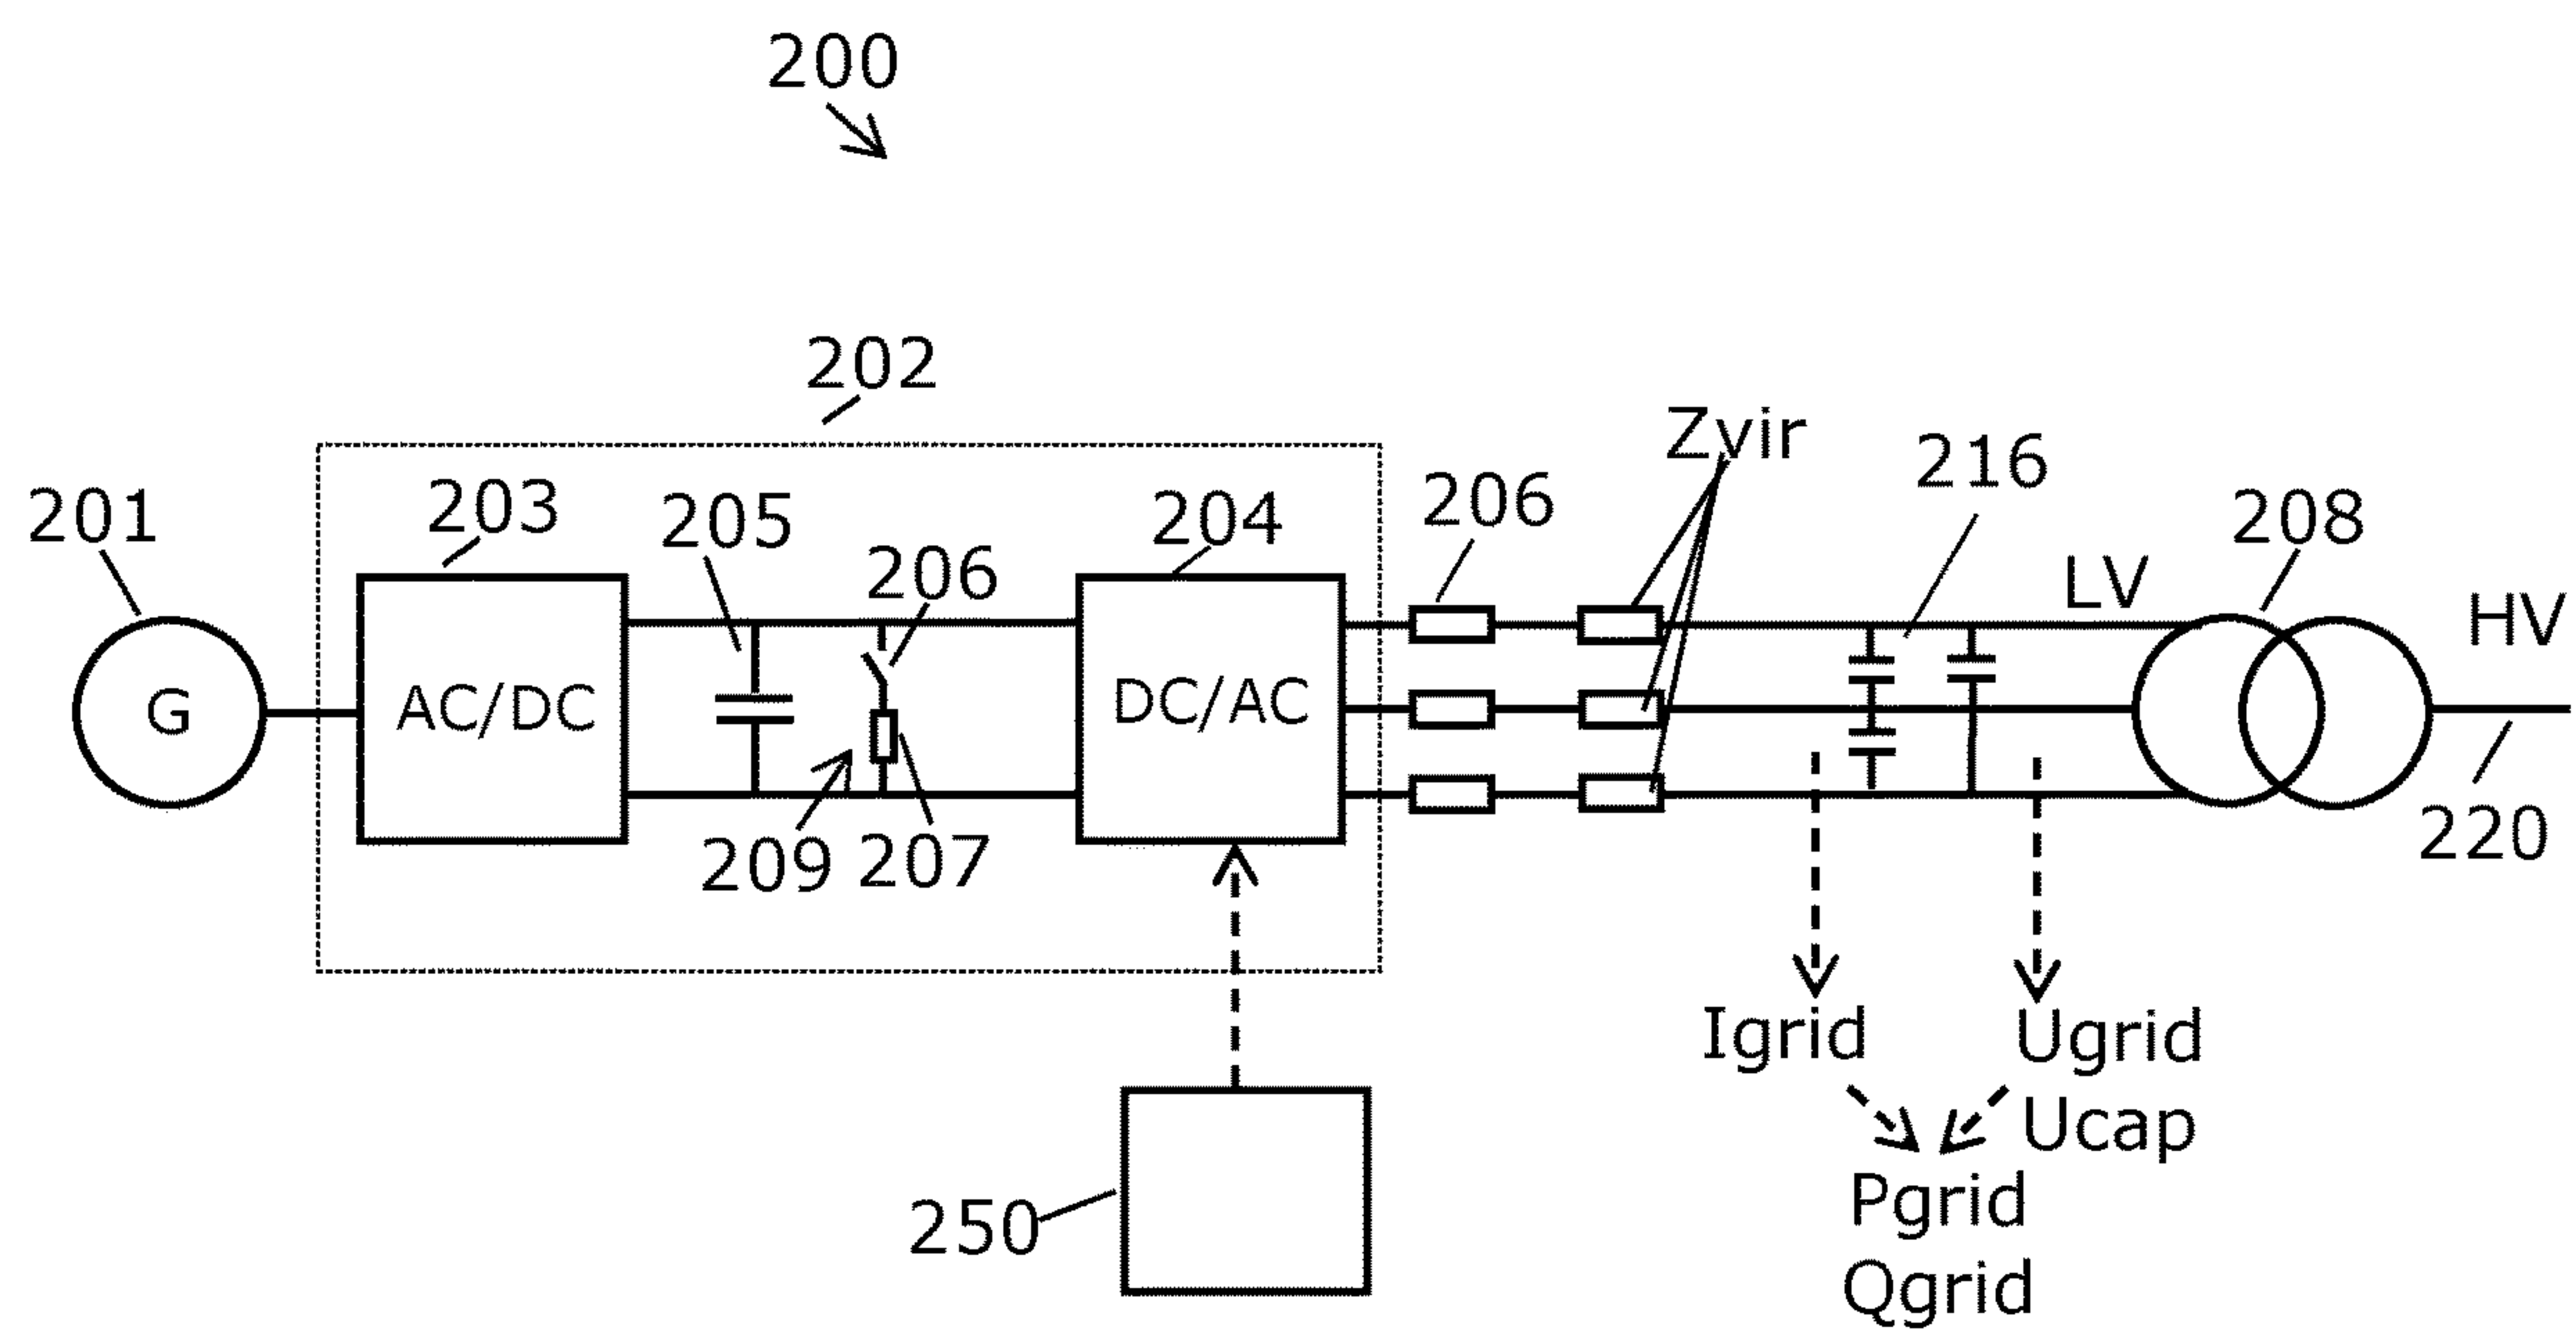 200
202
Zvir
216
201
203
205
204
206
208
206
LV
HV
G
AC/DC
DC/AC
209
207
220
Igrid
Ugrid
Ucap
250
Pgrid
Qgrid